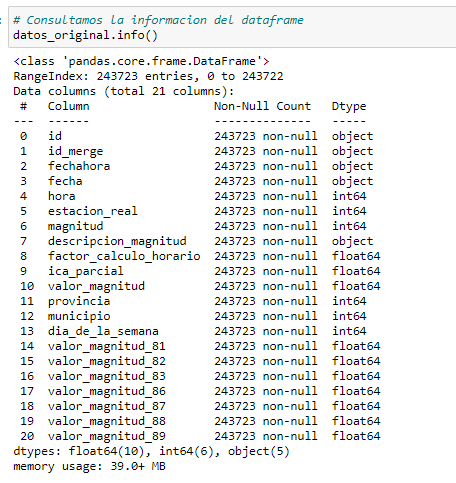 # Consultamos la informacion del dataframe
datos_original.info()
<class 'pandas.core.frame.DataFrame'>
RangeIndex: 243723 entries, 0 to 243722
Data columns (total 21 columns):
 #   Column                  Non-Null Count   Dtype
---  ------                  --------------   -----
 0   id                      243723 non-null  object
 1   id_merge                243723 non-null  object
 2   fechahora               243723 non-null  object
 3   fecha                   243723 non-null  object
 4   hora                    243723 non-null  int64
 5   estacion_real           243723 non-null  int64
 6   magnitud                243723 non-null  int64
 7   descripcion_magnitud    243723 non-null  object
 8   factor_calculo_horario  243723 non-null  float64
 9   ica_parcial             243723 non-null  float64
 10  valor_magnitud          243723 non-null  float64
 11  provincia               243723 non-null  int64
 12  municipio               243723 non-null  int64
 13  dia_de_la_semana        243723 non-null  int64
 14  valor_magnitud_81       243723 non-null  float64
 15  valor_magnitud_82       243723 non-null  float64
 16  valor_magnitud_83       243723 non-null  float64
 17  valor_magnitud_86       243723 non-null  float64
 18  valor_magnitud_87       243723 non-null  float64
 19  valor_magnitud_88       243723 non-null  float64
 20  valor_magnitud_89       243723 non-null  float64
dtypes: float64(10), int64(6), object(5)
memory usage: 39.0+ MB